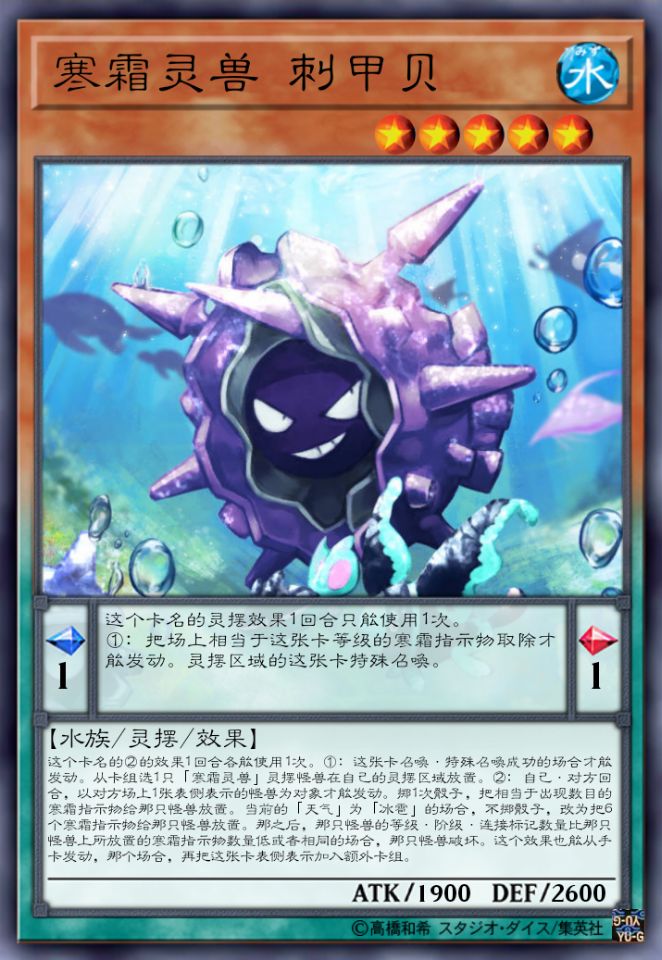 寒霜灵兽 刺甲贝
みず
水
这个卡名的灵摆效果1回合只能使用1次。
①：把场上相当于这张卡等级的寒霜指示物取除才
能发动。灵摆区域的这张卡特殊召唤。
1
1
【水族/灵摆/效果】
这个卡名的②的效果1回合各能使用1次。①：这张卡召唤·特殊召唤成功的场合才能
发动。从卡组选1只「寒霜灵兽」灵摆怪兽在自己的灵摆区域放置。②：自己·对方回
合，以对方场上1张表侧表示的怪兽为对象才能发动。掷1次骰子，把相当于出现数目的
寒霜指示物给那只怪兽放置。当前的「天气」为「冰雹」的场合，不掷骰子，改为把6
个寒霜指示物给那只怪兽放置。那之后，那只怪兽的等级·阶级·连接标记数量比那只
怪兽上所放置的寒霜指示物数量低或者相同的场合，那只怪兽破坏。这个效果也能从手
卡发动，那个场合，再把这张卡表侧表示加入额外卡组。
ATK/1900 DEF/2600
©高橋和希 スタジオ·ダイス/集英社